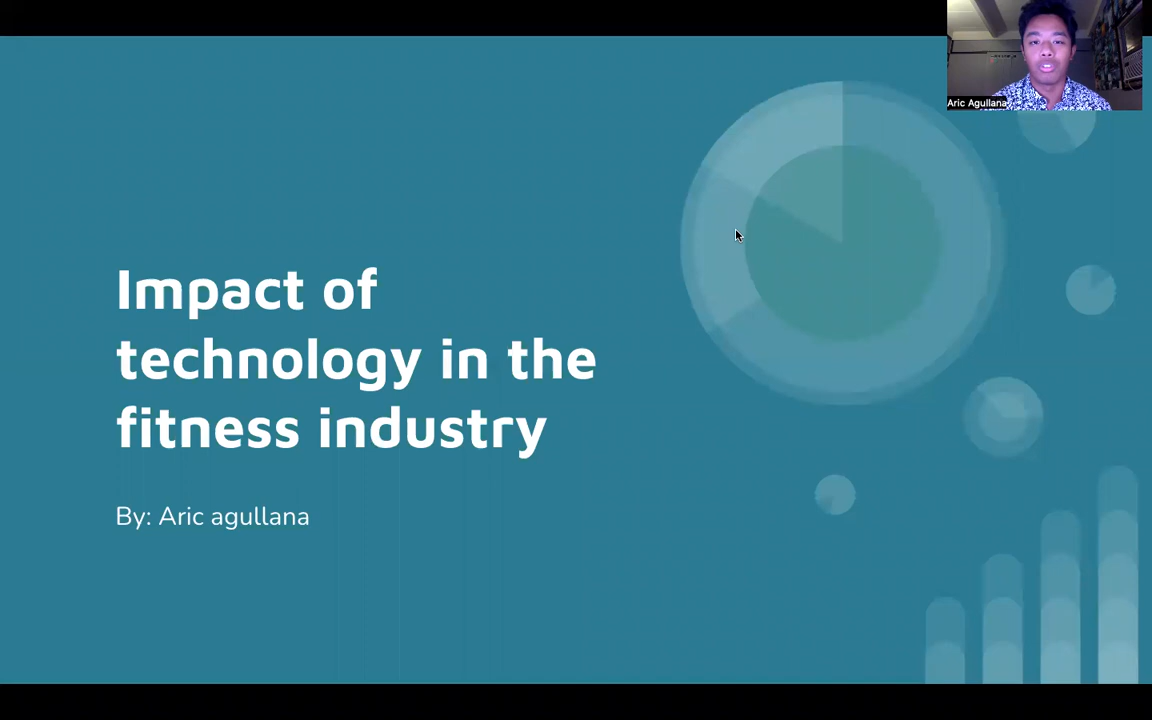 Aric Agullana
Impact of
technology in the
fitness industry
By: Aric agullana